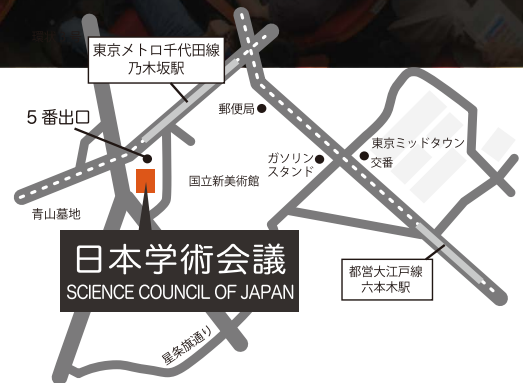 東京メトロ千代田線
乃木坂駅
5番出口
郵便局
ガソリン
スタンド
東京ミッドタウン
交番
国立新美術館
青山墓地
日本学術会議
SCIENCE COUNCIL OF JAPAN
都営大江戸線
六本木駅
星条旗通り